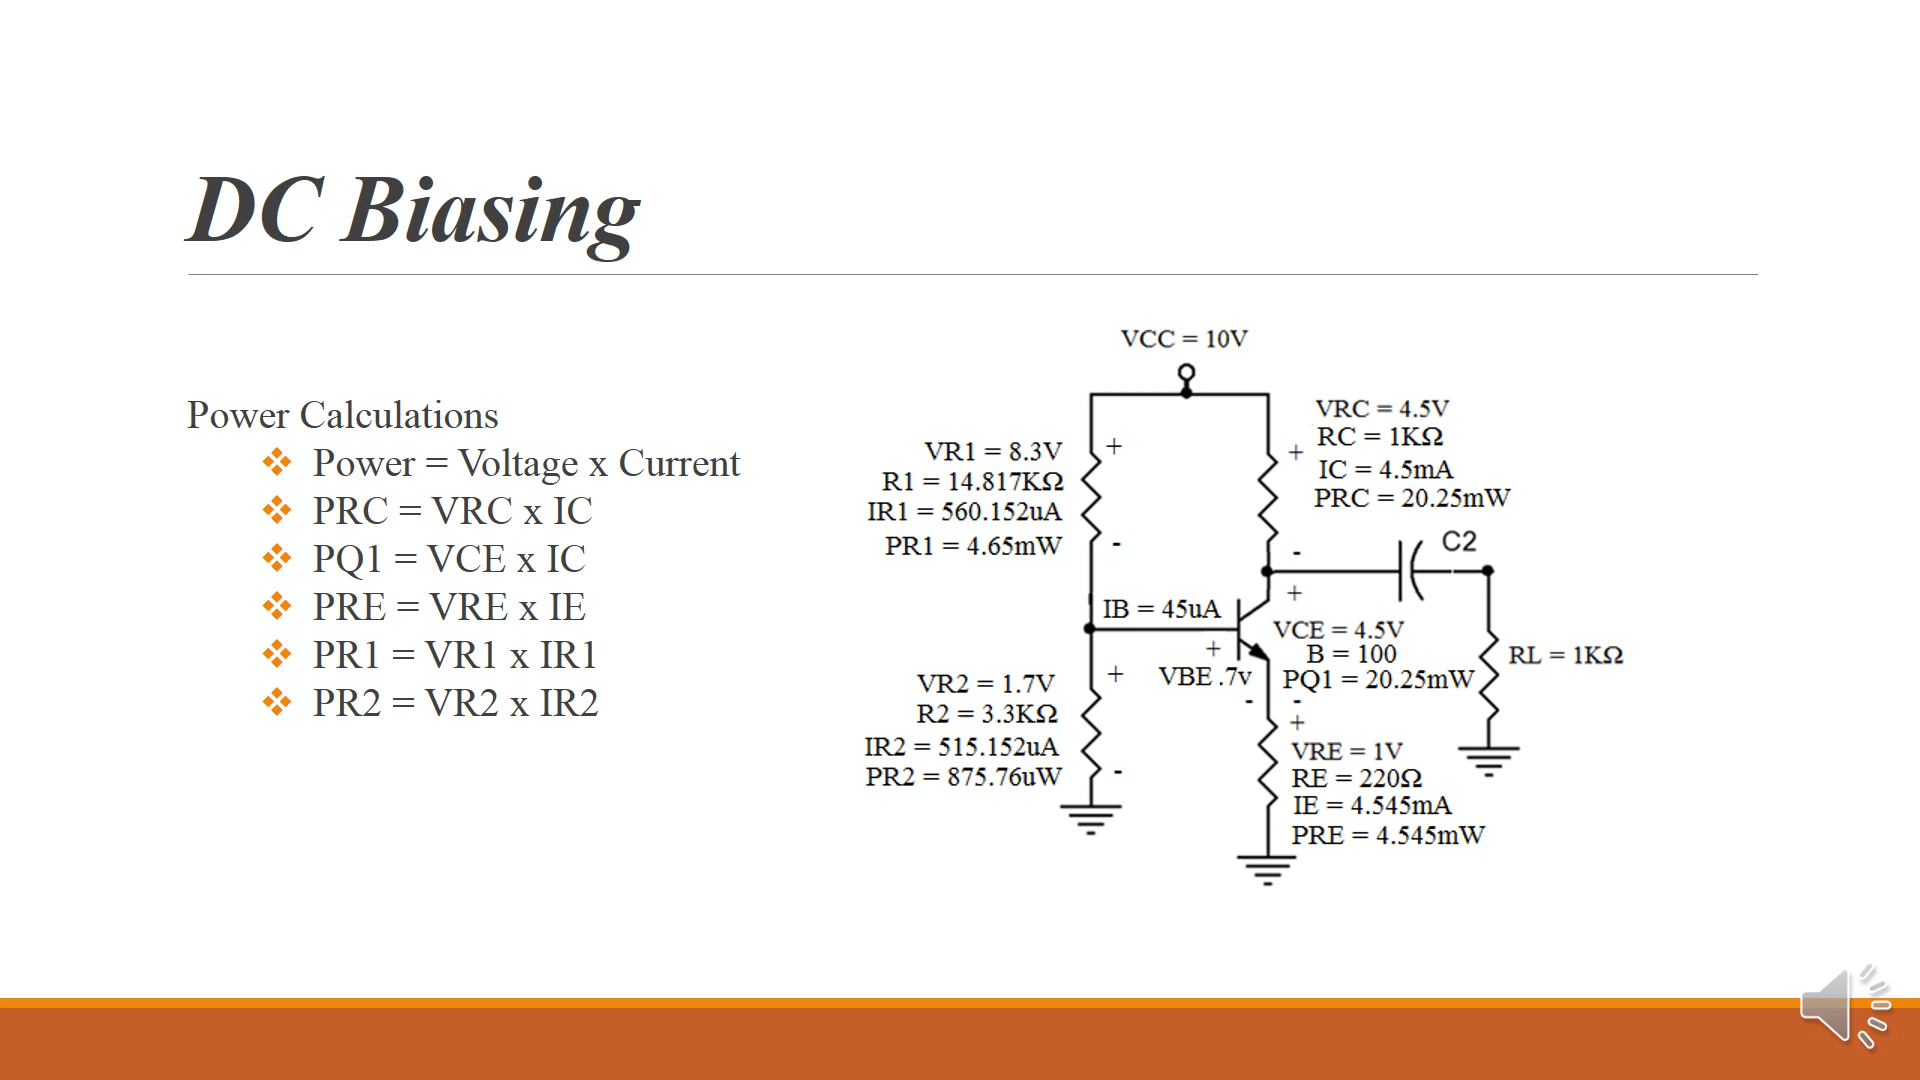 DC Biasing
Power Calculations
Power = Voltage x Current
PRC = VRC x IC
PQ1 = VCE x IC
PRE = VRE x IE
PR1 = VR1 x IR1
PR2 = VR2 x IR2
VCC = 10V
VR1 = 8.3V
R1 = 14.817KΩ
IR1 = 560.152uA
PR1 = 4.65mW
+
-
VRC = 4.5V
RC = 1KΩ
IC = 4.5mA
PRC = 20.25mW
+
-
C2
IB = 45uA
+
VBE .7v
-
+
VCE = 4.5V
B = 100
PQ1 = 20.25mW
-
RL = 1KΩ
VR2 = 1.7V
R2 = 3.3KΩ
IR2 = 515.152uA
PR2 = 875.76uW
+
-
+
VRE = 1V
RE = 220Ω
IE = 4.545mA
PRE = 4.545mW